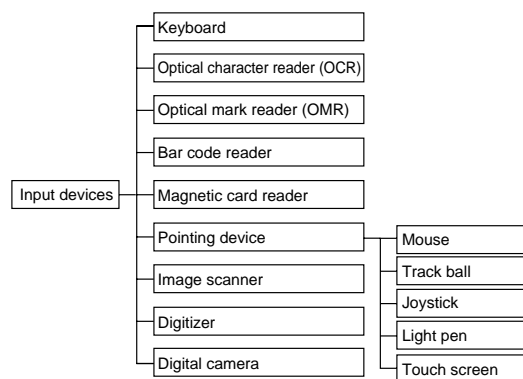 Keyboard
Optical character reader (OCR)
Optical mark reader (OMR)
Bar code reader
Input devices
Magnetic card reader
Pointing device
Mouse
Track ball
Image scanner
Joystick
Digitizer
Light pen
Digital camera
Touch screen